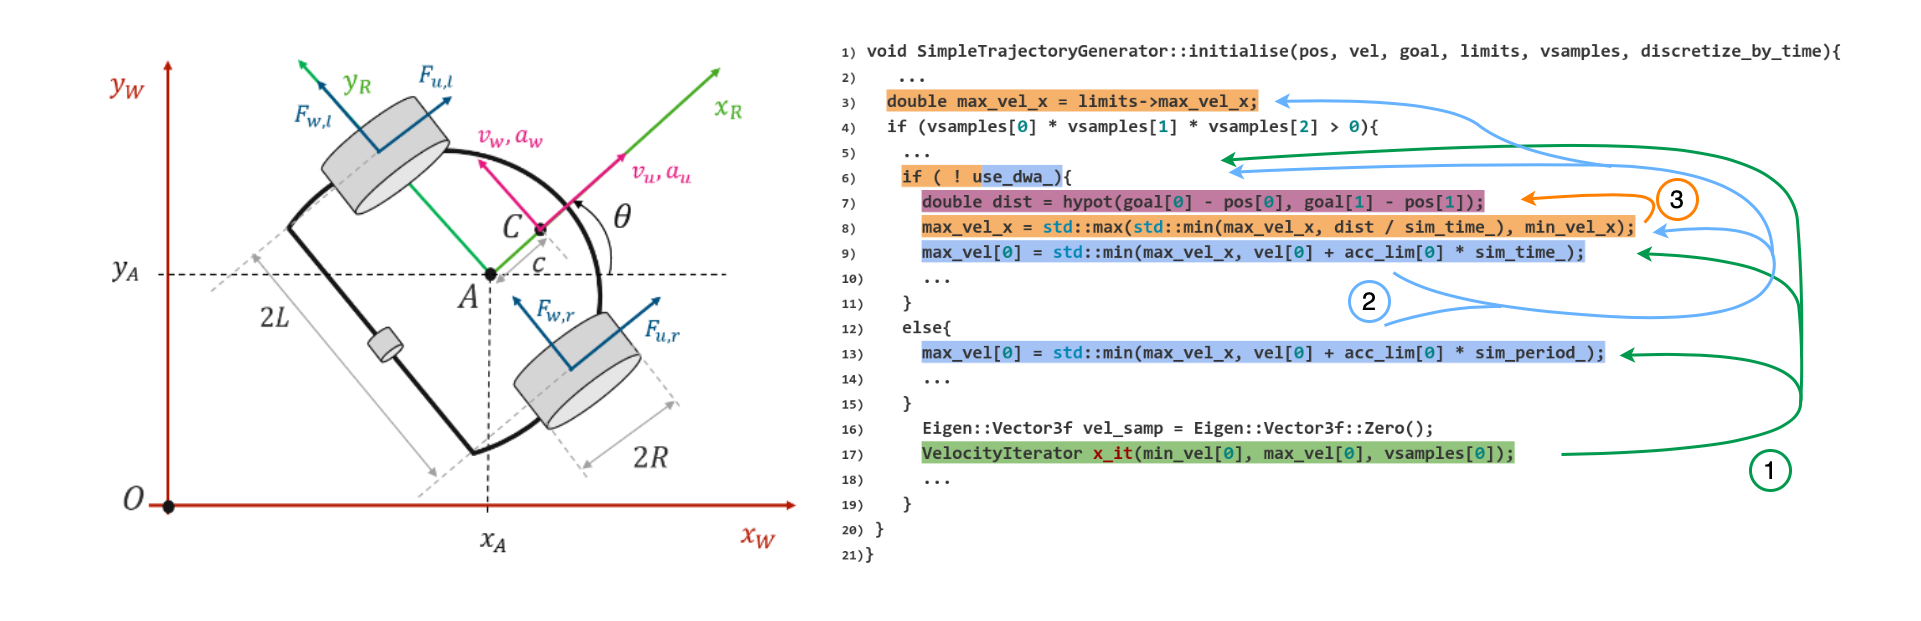 y_W
y_R
F_{u,l}
x_R
F_{w,l}
v_w, a_w
v_u, a_u
C
θ
y_A
c
A
2L
F_{w,r}
F_{u,r}
2R
O
x_A
x_W
1) void SimpleTrajectoryGenerator::initialise(pos, vel, goal, limits, vsamples, discretize_by_time){
2) ...
3) double max_vel_x = limits->max_vel_x;
4) if (vsamples[0] * vsamples[1] * vsamples[2] > 0){
5) ...
6) if ( ! use_dwa_){
7) double dist = hypot(goal[0] - pos[0], goal[1] - pos[1]);
8) max_vel_x = std::max(std::min(max_vel_x, dist / sim_time_), min_vel_x);
9) max_vel[0] = std::min(max_vel_x, vel[0] + acc_lim[0] * sim_time_);
10) ...
11) }
12) else{
13) max_vel[0] = std::min(max_vel_x, vel[0] + acc_lim[0] * sim_period_);
14) ...
15) }
16) Eigen::Vector3f vel_samp = Eigen::Vector3f::Zero();
17) VelocityIterator x_it(min_vel[0], max_vel[0], vsamples[0]);
18) ...
19) }
20) }
21)}
3
2
1